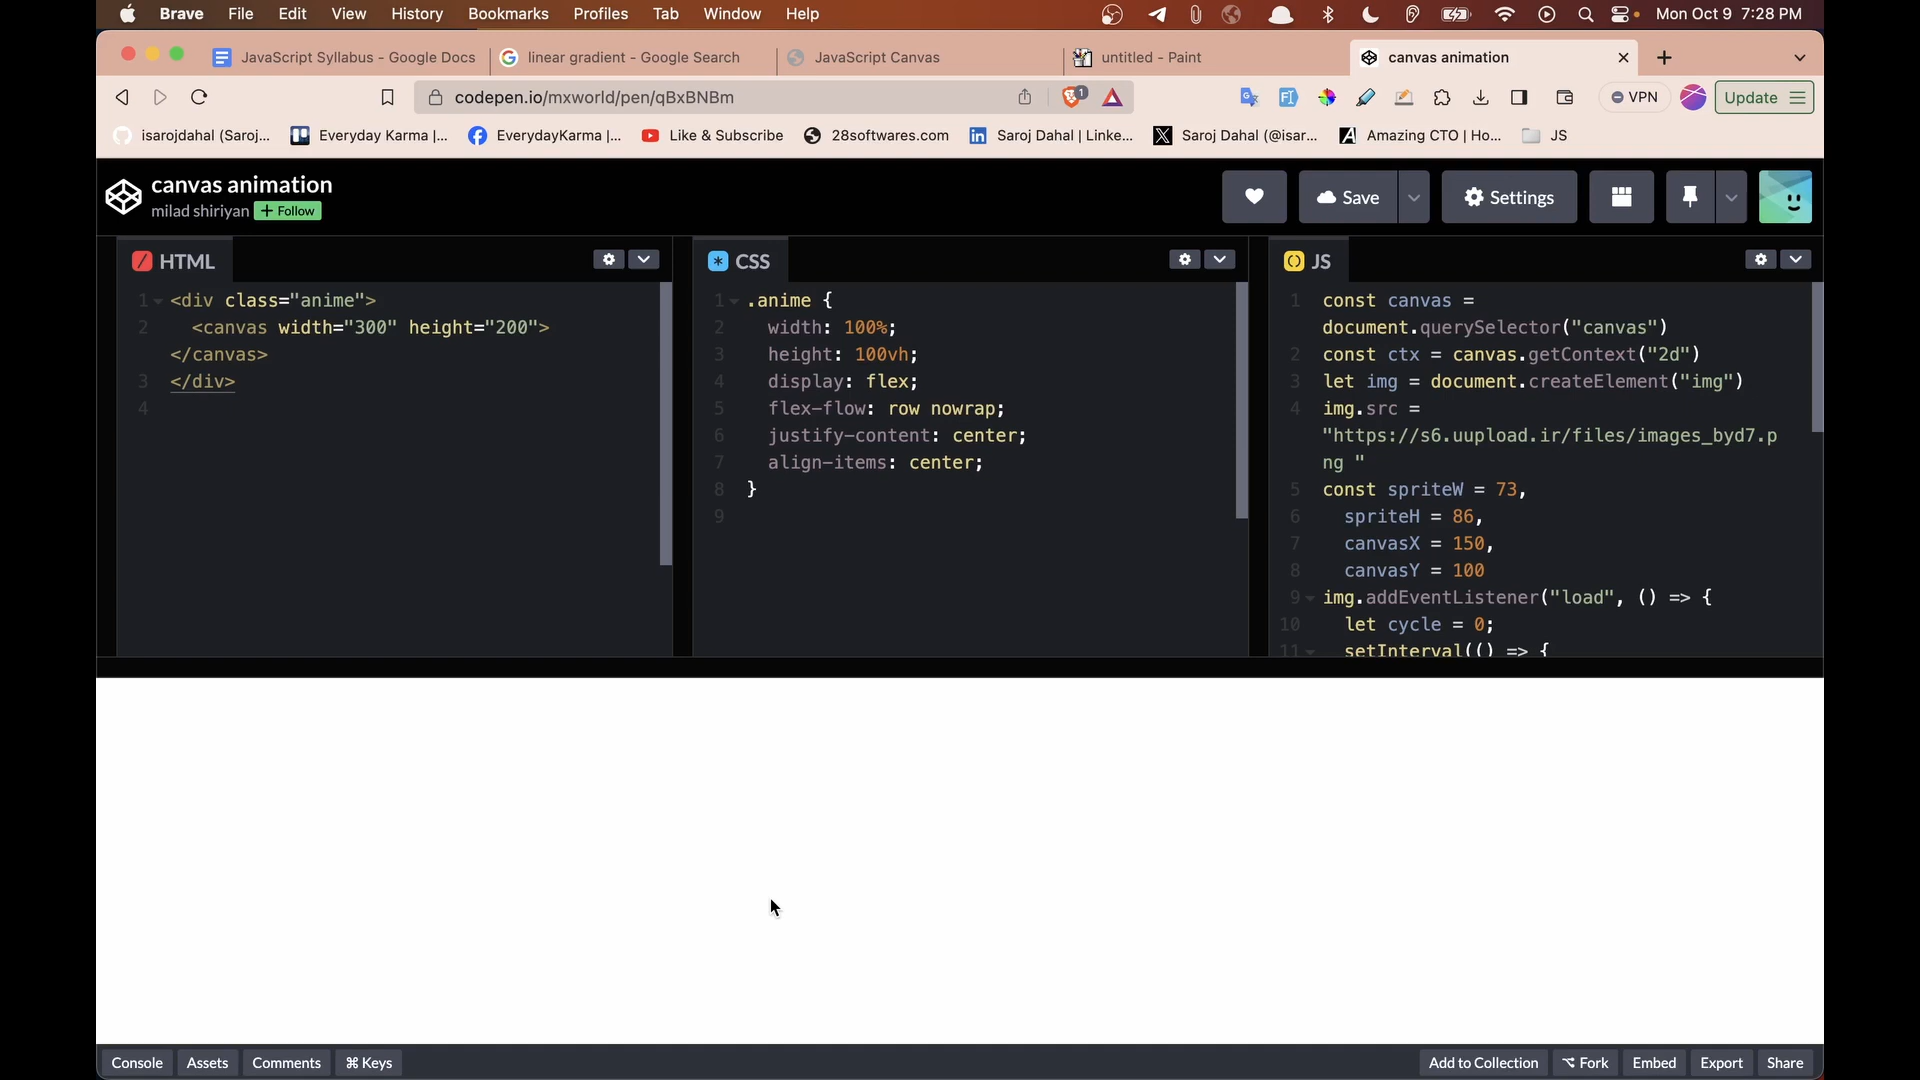 Brave File Edit View History Bookmarks Profiles Tab Window Help Mon Oct 9 7:28 PM
JavaScript Syllabus - Google Docs linear gradient - Google Search JavaScript Canvas untitled - Paint canvas animation
codepen.io/mxworld/pen/qBxBNBm 1 VPN Update
isarojdahal (Saroj... Everyday Karma |... EverydayKarma |... Like & Subscribe 28softwares.com Saroj Dahal | Linke... Saroj Dahal (@isar... Amazing CTO | Ho... JS
canvas animation
milad shiriyan + Follow
Save Settings
HTML
1 <div class="anime">
2 <canvas width="300" height="200">
</canvas>
3 </div>
4
CSS
1 .anime {
2 width: 100%;
3 height: 100vh;
4 display: flex;
5 flex-flow: row nowrap;
6 justify-content: center;
7 align-items: center;
8 }
9
JS
1 const canvas =
document.querySelector("canvas")
2 const ctx = canvas.getContext("2d")
3 let img = document.createElement("img")
4 img.src =
"https://s6.uupload.ir/files/images_byd7.p
ng "
5 const spriteW = 73,
6 spriteH = 86,
7 canvasX = 150,
8 canvasY = 100
9 img.addEventListener("load", () => {
10 let cycle = 0;
11 setInterval(() => {
Console Assets Comments ⌘ Keys Add to Collection ⌥ Fork Embed Export Share